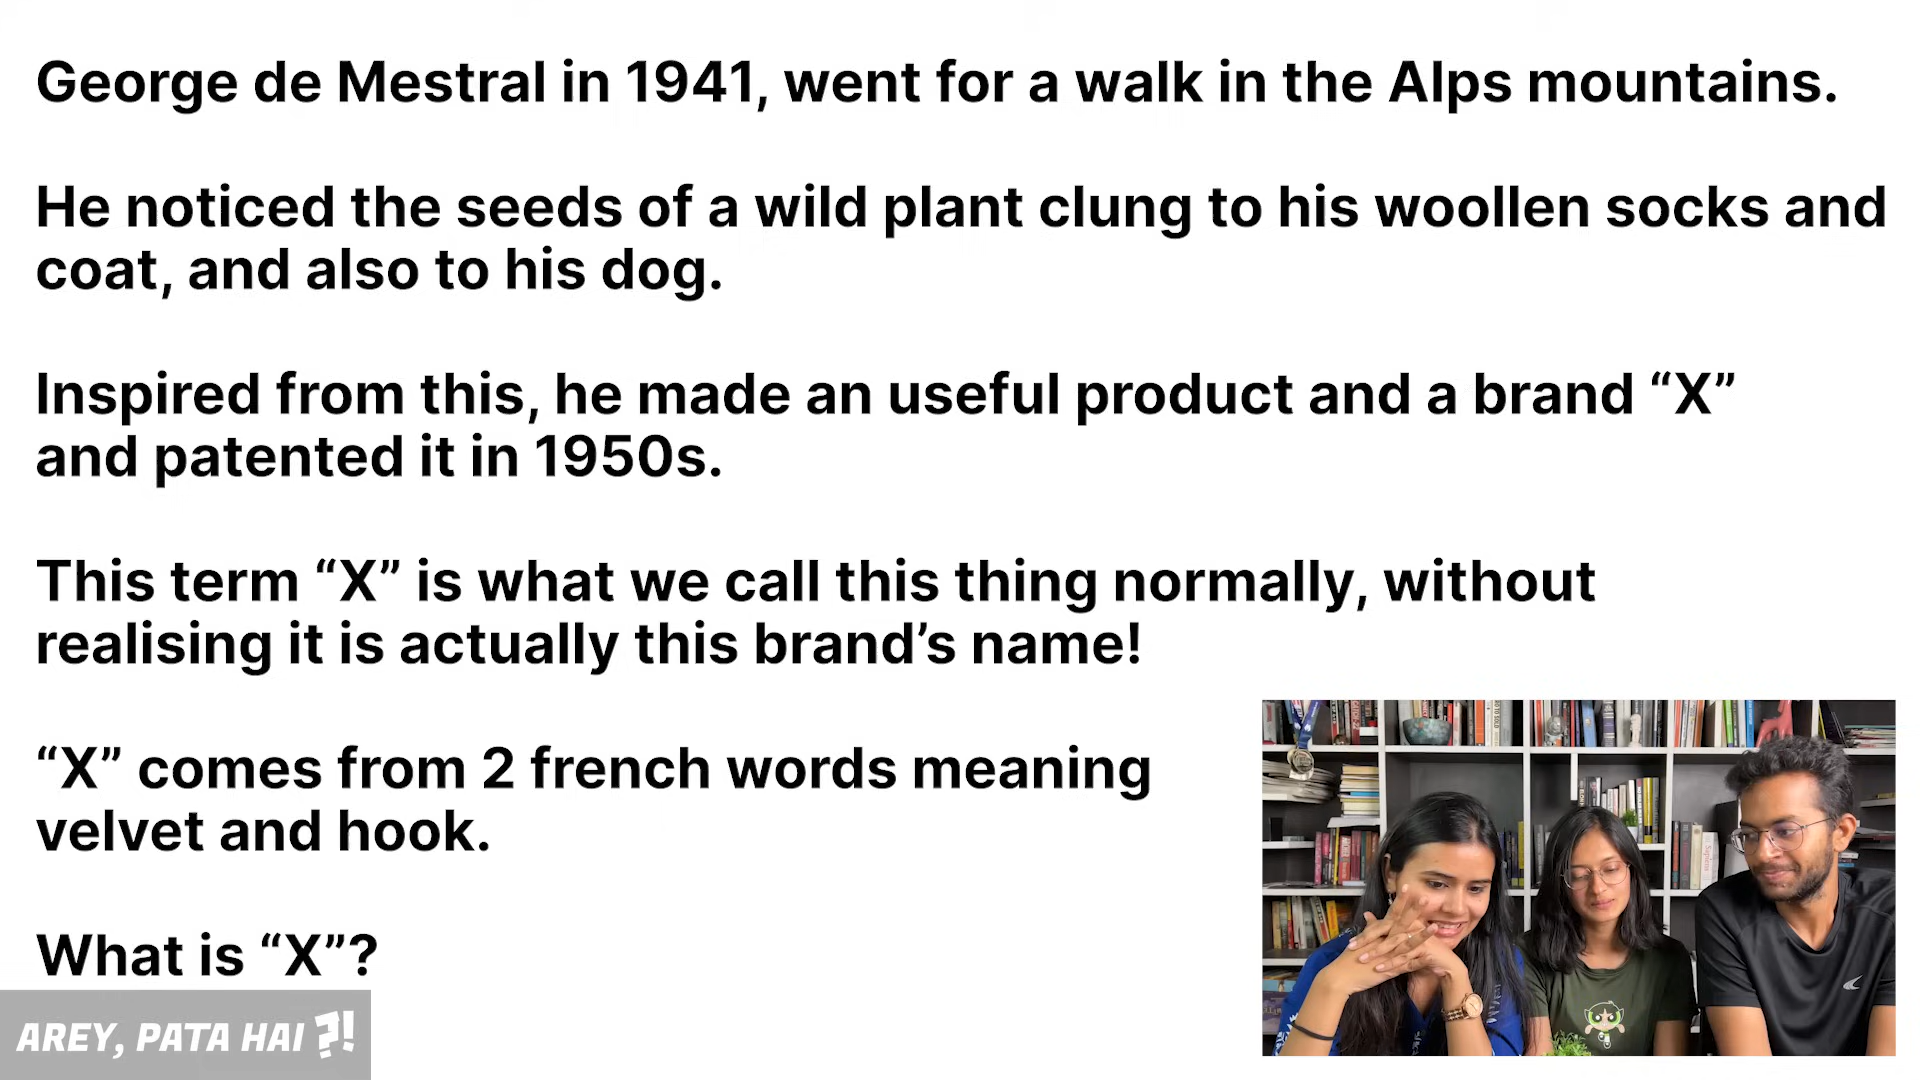 George de Mestral in 1941, went for a walk in the Alps mountains.
He noticed the seeds of a wild plant clung to his woollen socks and
coat, and also to his dog.
Inspired from this, he made an useful product and a brand “X”
and patented it in 1950s.
This term “X” is what we call this thing normally, without
realising it is actually this brand’s name!
“X” comes from 2 french words meaning
velvet and hook.
What is “X”?
AREY, PATA HAI ?!